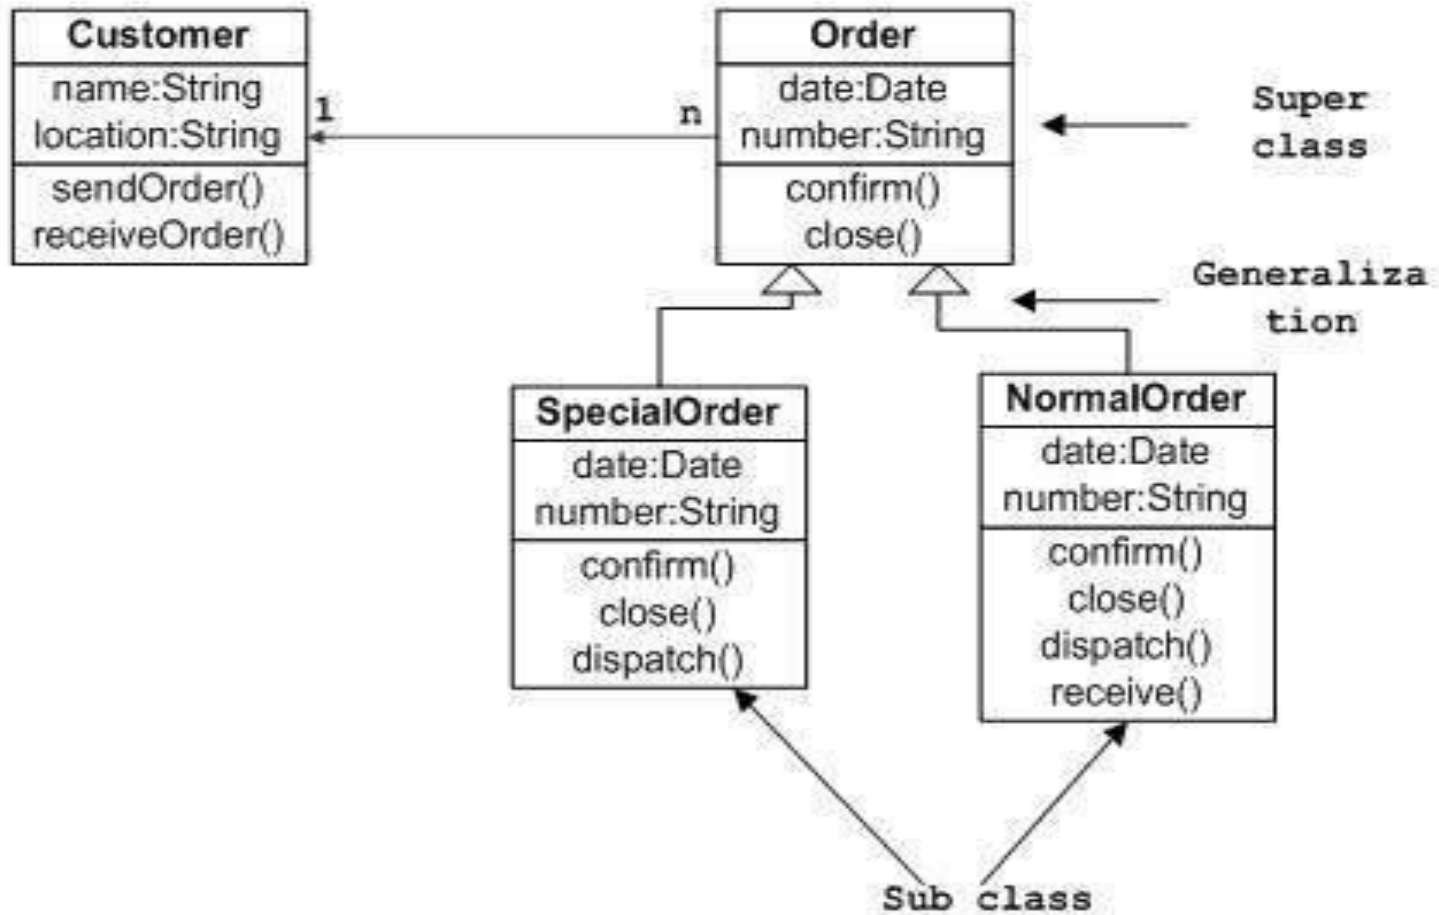 Customer
name:String
location:String
sendOrder()
receiveOrder()
1
n
Order
date:Date
number:String
confirm()
close()
Super
class
Generaliza
tion
SpecialOrder
date:Date
number:String
confirm()
close()
dispatch()
NormalOrder
date:Date
number:String
confirm()
close()
dispatch()
receive()
Sub class